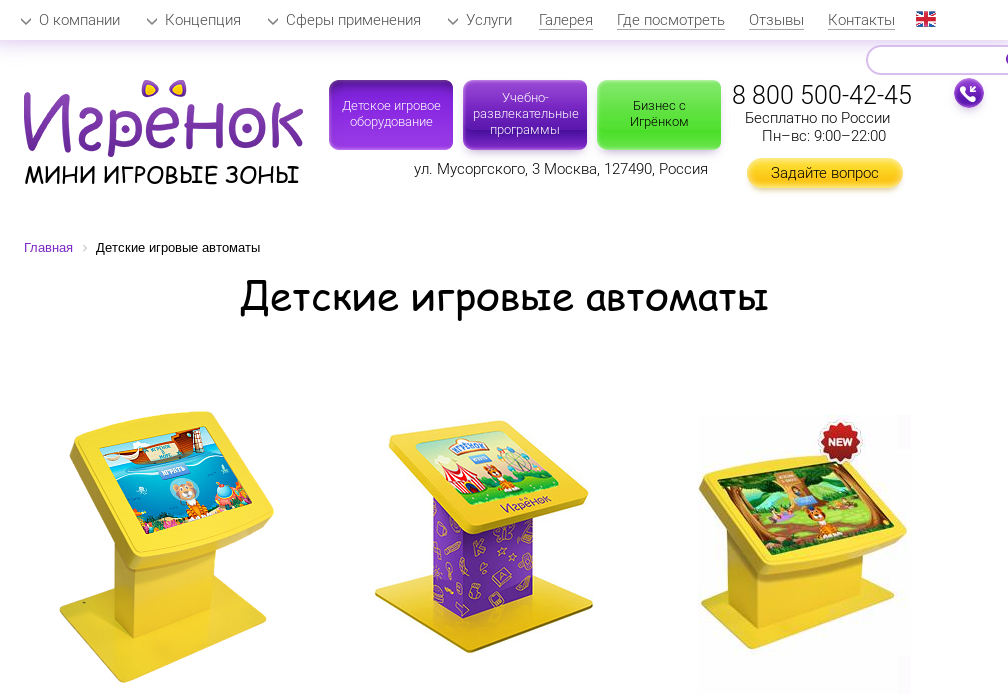 О компании Концепция Сферы применения Услуги Галерея Где посмотреть Отзывы Контакты
Игрёнок
МИНИ ИГРОВЫЕ ЗОНЫ
Детское игровое
оборудование
Учебно-
развлекательные
программы
Бизнес с
Игрёнком
8 800 500-42-45
Бесплатно по России
Пн–вс: 9:00–22:00
ул. Мусоргского, 3 Москва, 127490, Россия
Задайте вопрос
Главная Детские игровые автоматы
Детские игровые автоматы
ИГРАТЬ
ИГРЁНОК
Игрёнок
NEW